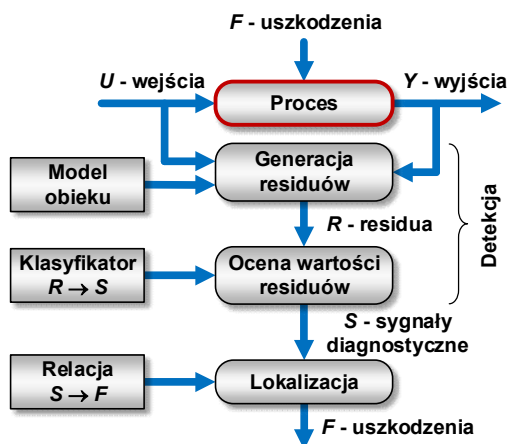 F - uszkodzenia
U - wejścia
Y - wyjścia
Proces
Model
obieku
Generacja
residuów
R - residua
Detekcja
Klasyfikator
R → S
Ocena wartości
residuów
S - sygnały
diagnostyczne
Relacja
S → F
Lokalizacja
F - uszkodzenia